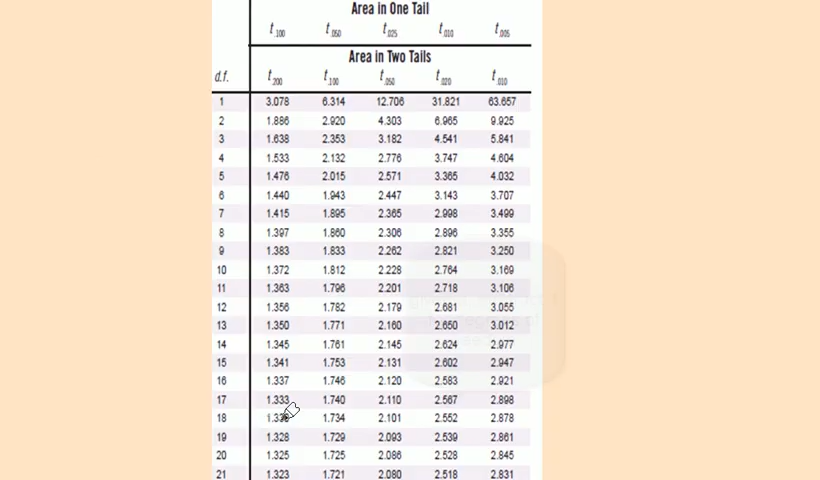 Area in One Tail
t.100 t.050 t.025 t.010 t.005
Area in Two Tails
d.f. t.200 t.100 t.050 t.020 t.010
1 3.078 6.314 12.706 31.821 63.657
2 1.886 2.920 4.303 6.965 9.925
3 1.638 2.353 3.182 4.541 5.841
4 1.533 2.132 2.776 3.747 4.604
5 1.476 2.015 2.571 3.365 4.032
6 1.440 1.943 2.447 3.143 3.707
7 1.415 1.895 2.365 2.998 3.499
8 1.397 1.860 2.306 2.896 3.355
9 1.383 1.833 2.262 2.821 3.250
10 1.372 1.812 2.228 2.764 3.169
11 1.363 1.796 2.201 2.718 3.106
12 1.356 1.782 2.179 2.681 3.055
13 1.350 1.771 2.160 2.650 3.012
14 1.345 1.761 2.145 2.624 2.977
15 1.341 1.753 2.131 2.602 2.947
16 1.337 1.746 2.120 2.583 2.921
17 1.333 1.740 2.110 2.567 2.898
18 1.734 2.101 2.552 2.878
19 1.328 1.729 2.093 2.539 2.861
20 1.325 1.725 2.086 2.528 2.845
21 1.323 1.721 2.080 2.518 2.831